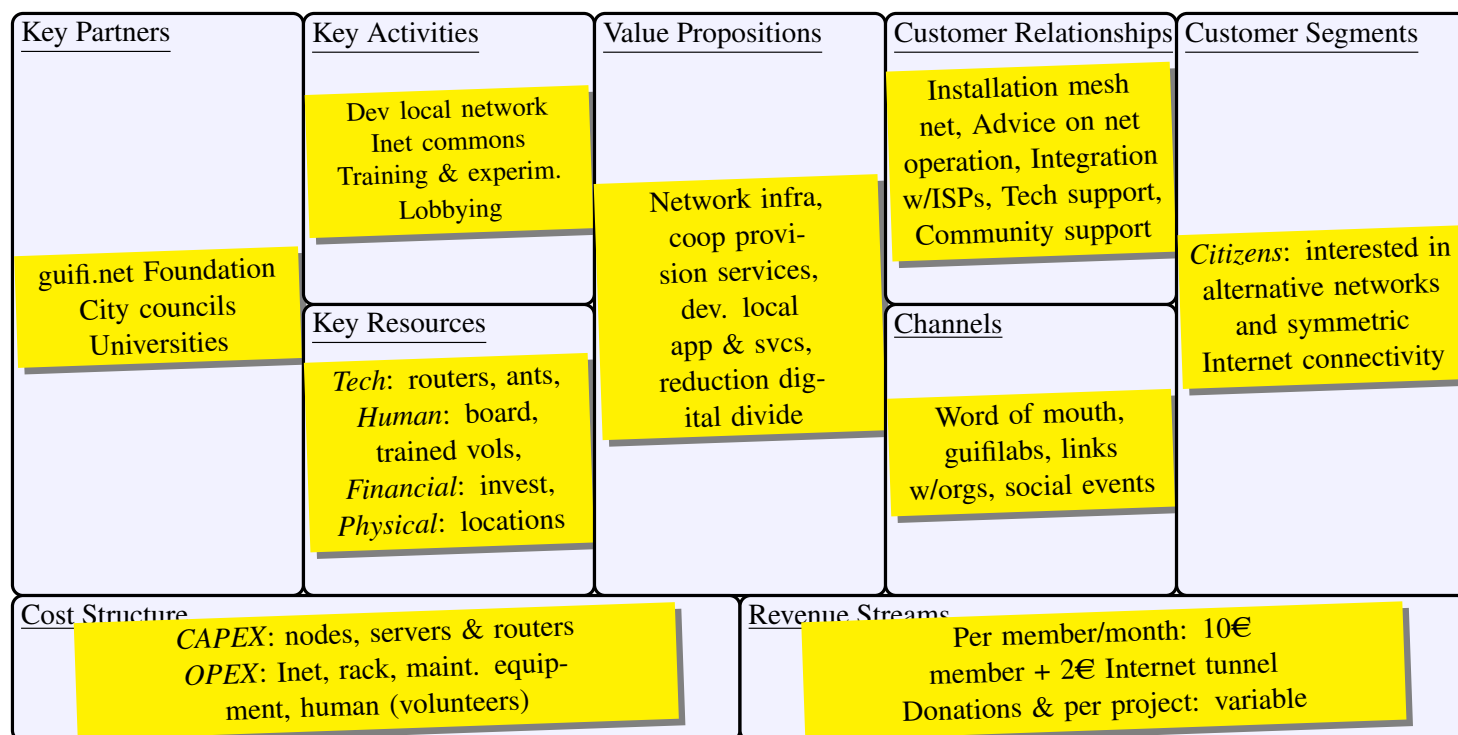 Key Partners
guifi.net Foundation
City councils
Universities
Key Activities
Dev local network
Inet commons
Training & experim.
Lobbying
Key Resources
Tech: routers, ants,
Human: board,
trained vols,
Financial: invest,
Physical: locations
Value Propositions
Network infra,
coop provi-
sion services,
dev. local
app & svcs,
reduction dig-
ital divide
Customer Relationships
Installation mesh
net, Advice on net
operation, Integration
w/ISPs, Tech support,
Community support
Channels
Word of mouth,
guifilabs, links
w/orgs, social events
Customer Segments
Citizens: interested in
alternative networks
and symmetric
Internet connectivity
Cost Structure
CAPEX: nodes, servers & routers
OPEX: Inet, rack, maint. equip-
ment, human (volunteers)
Revenue Streams
Per member/month: 10€
member + 2€ Internet tunnel
Donations & per project: variable